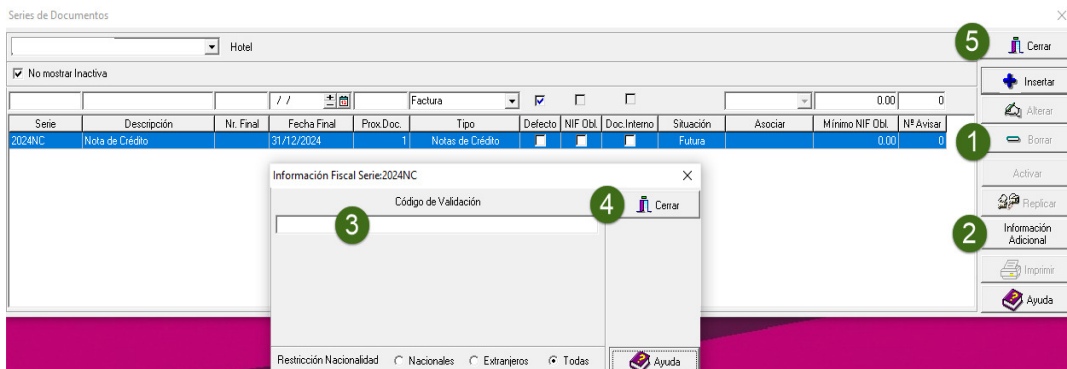 Series de Documentos
Hotel
5 Cerrar
No mostrar Inactiva
Insertar
/ / Factura 0.00 0
Alterar
Serie Descripción Nr. Final Fecha Final Prox.Doc. Tipo Defecto NIF Obl. Doc.Interno Situación Asociar Mínimo NIF Obl. Nº Avisar
2024NC Nota de Crédito 31/12/2024 1 Notas de Crédito Futura 0.00 0
1 Borrar
Información Fiscal Serie:2024NC
Activar
Código de Validación
4 Cerrar
Replicar
3
2 Información
Adicional
Imprimir
Ayuda
Restricción Nacionalidad Nacionales Extranjeros Todas Ayuda